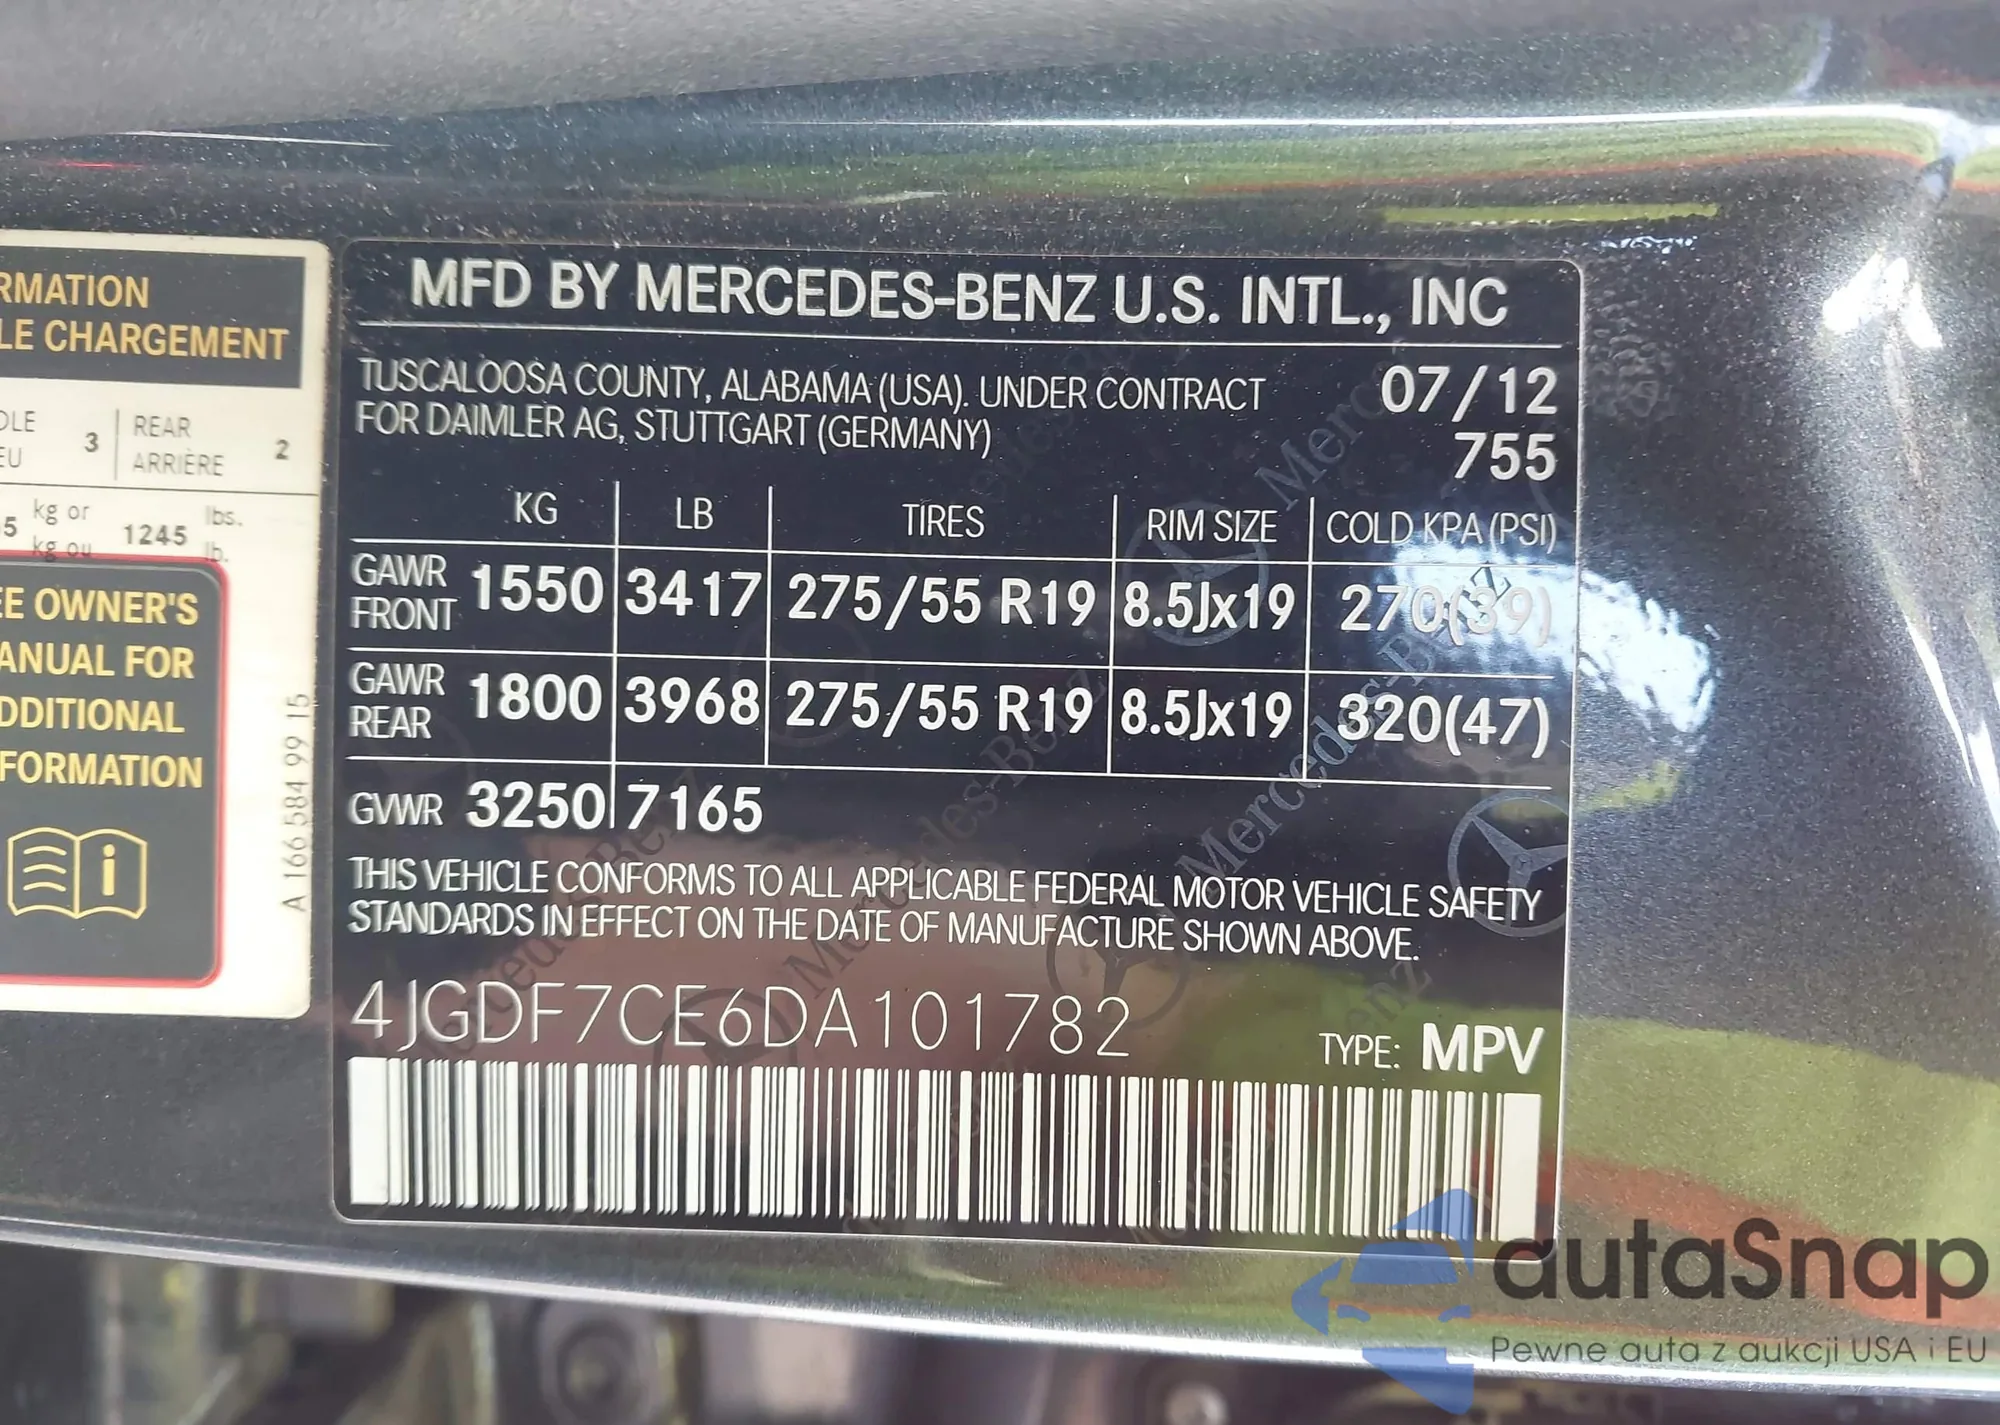 RMATION
LE CHARGEMENT
3
REAR
ARRIÈRE
2
5
kg or
kg ou
1245
lbs.
lb.
EE OWNER'S
ANUAL FOR
DDITIONAL
FORMATION
A 166 584 99 15
MFD BY MERCEDES-BENZ U.S. INTL., INC
TUSCALOOSA COUNTY, ALABAMA (USA). UNDER CONTRACT
FOR DAIMLER AG, STUTTGART (GERMANY)
07/12
755
KG LB TIRES RIM SIZE COLD KPA (PSI)
GAWR FRONT 1550 3417 275/55 R19 8.5Jx19 270(39)
GAWR REAR 1800 3968 275/55 R19 8.5Jx19 320(47)
GVWR 3250 7165
THIS VEHICLE CONFORMS TO ALL APPLICABLE FEDERAL MOTOR VEHICLE SAFETY
STANDARDS IN EFFECT ON THE DATE OF MANUFACTURE SHOWN ABOVE.
4JGDF7CE6DA101782
TYPE: MPV
autaSnap
Pewne auta z aukcji USA i EU